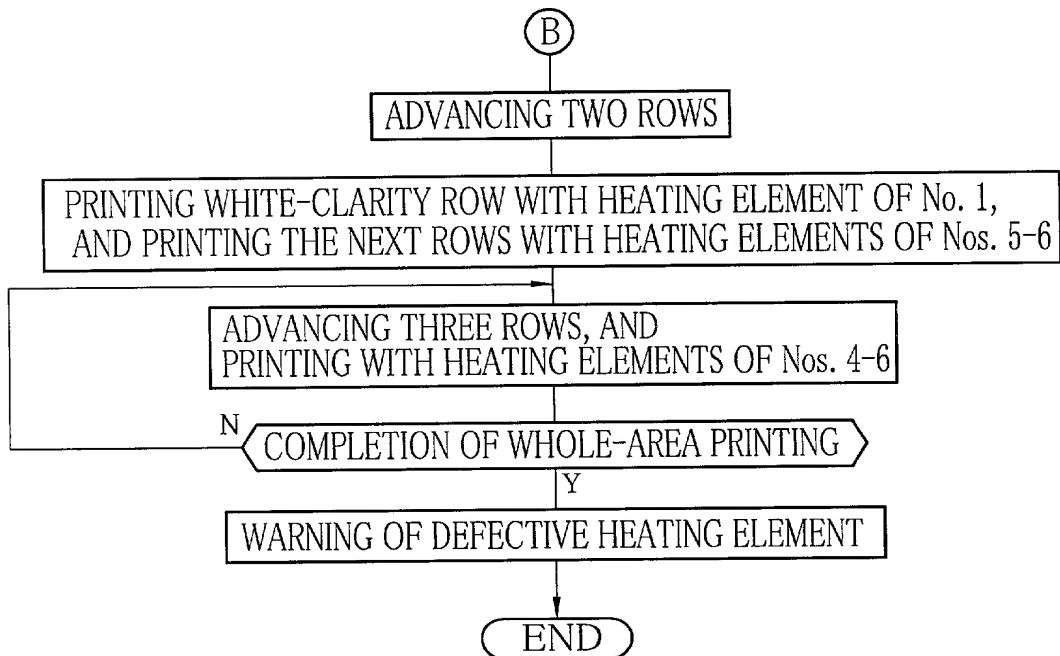 B
ADVANCING TWO ROWS
PRINTING WHITE-CLARITY ROW WITH HEATING ELEMENT OF No. 1,
AND PRINTING THE NEXT ROWS WITH HEATING ELEMENTS OF Nos. 5-6
ADVANCING THREE ROWS, AND
PRINTING WITH HEATING ELEMENTS OF Nos. 4-6
N
COMPLETION OF WHOLE-AREA PRINTING
Y
WARNING OF DEFECTIVE HEATING ELEMENT
END